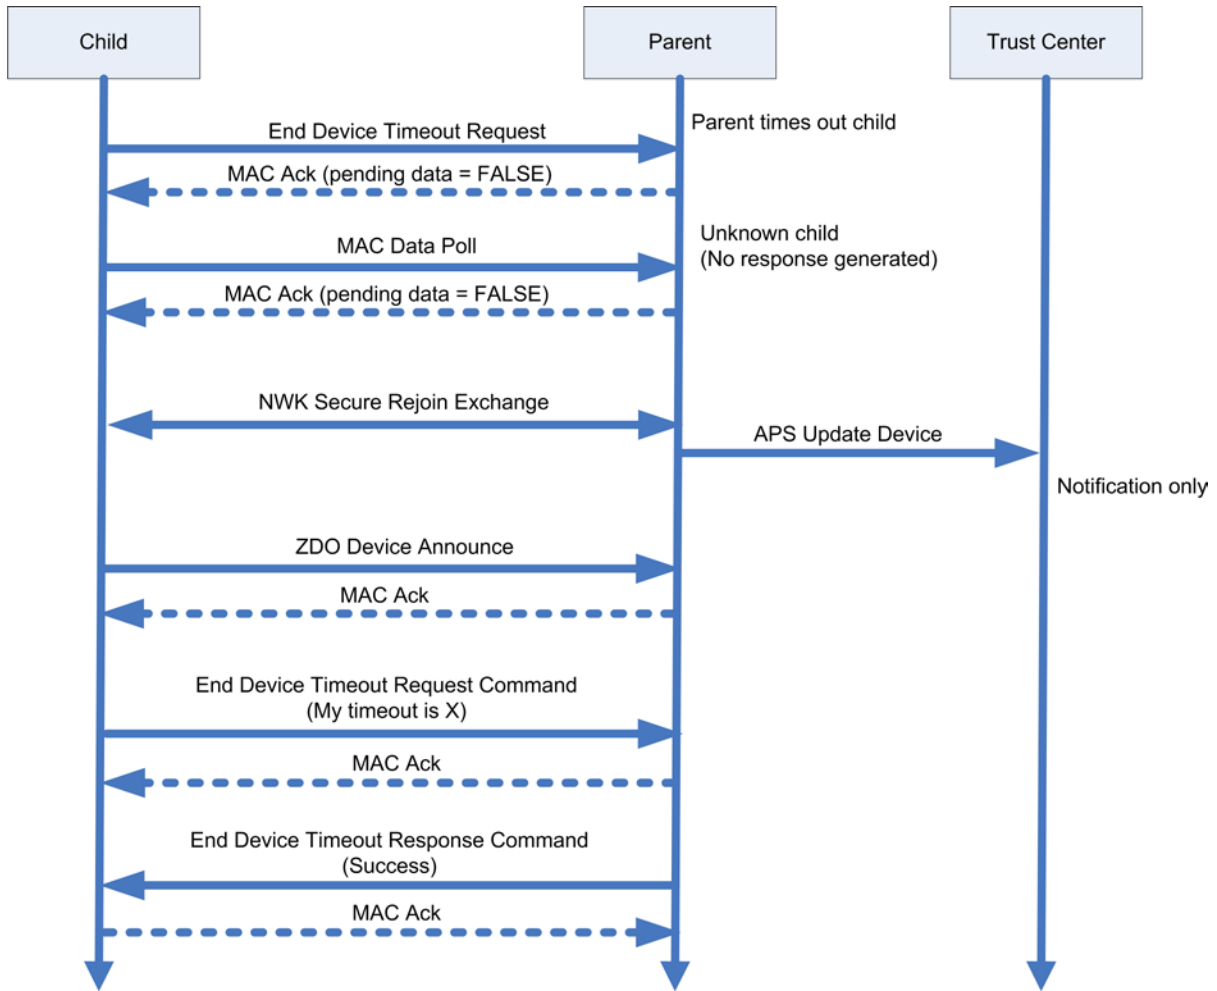 Child
Parent
Trust Center
Parent times out child
End Device Timeout Request
MAC Ack (pending data = FALSE)
Unknown child
(No response generated)
MAC Data Poll
MAC Ack (pending data = FALSE)
NWK Secure Rejoin Exchange
APS Update Device
Notification only
ZDO Device Announce
MAC Ack
End Device Timeout Request Command
(My timeout is X)
MAC Ack
End Device Timeout Response Command
(Success)
MAC Ack